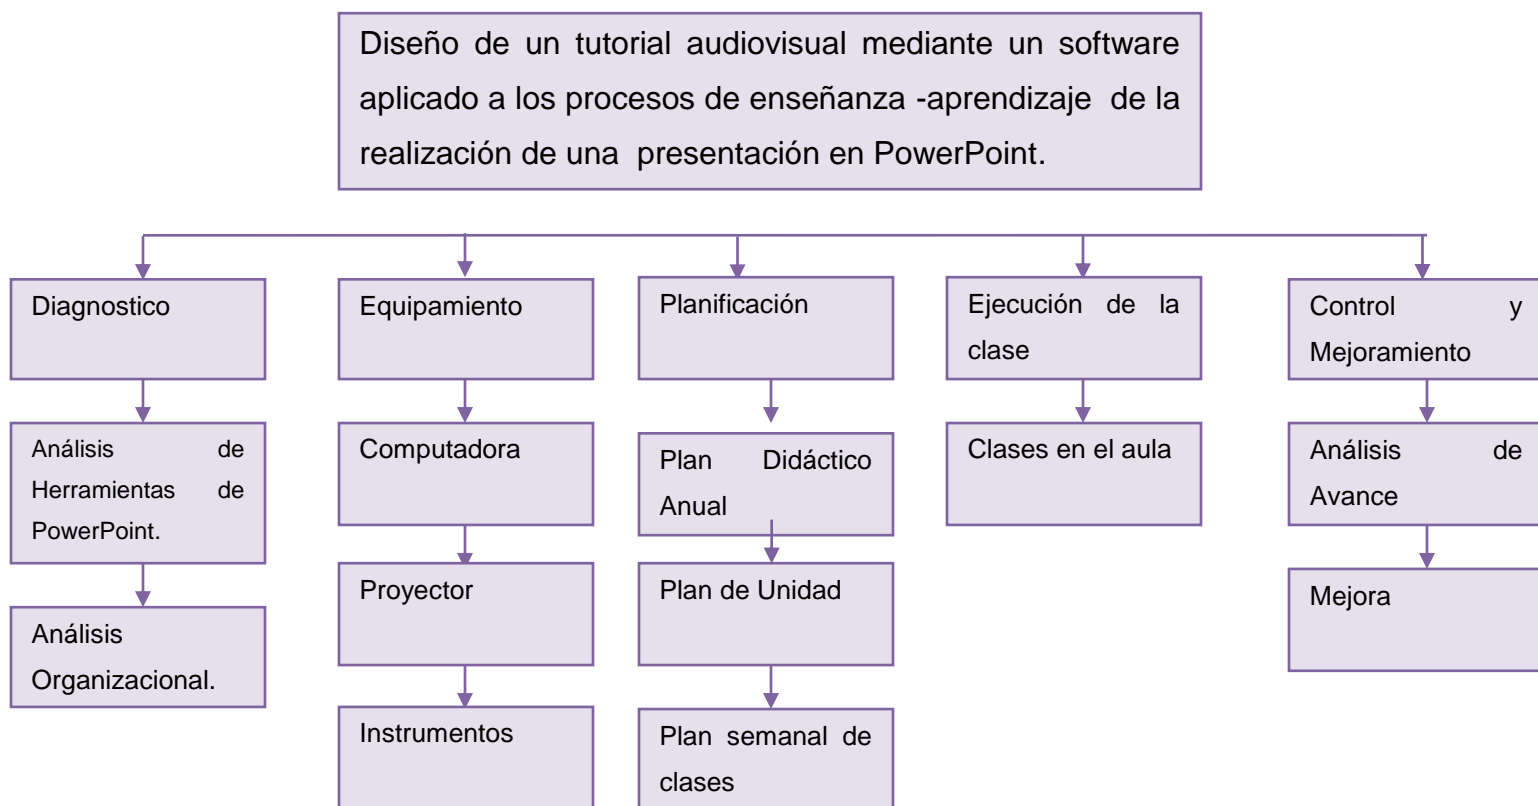 Diseño de un tutorial audiovisual mediante un software
aplicado a los procesos de enseñanza -aprendizaje de la
realización de una presentación en PowerPoint.
Diagnostico
Equipamiento
Planificación
Ejecución de la
clase
Control y
Mejoramiento
Análisis de
Herramientas de
PowerPoint.
Computadora
Plan Didáctico
Anual
Clases en el aula
Análisis de
Avance
Análisis
Organizacional.
Proyector
Plan de Unidad
Mejora
Instrumentos
Plan semanal de
clases